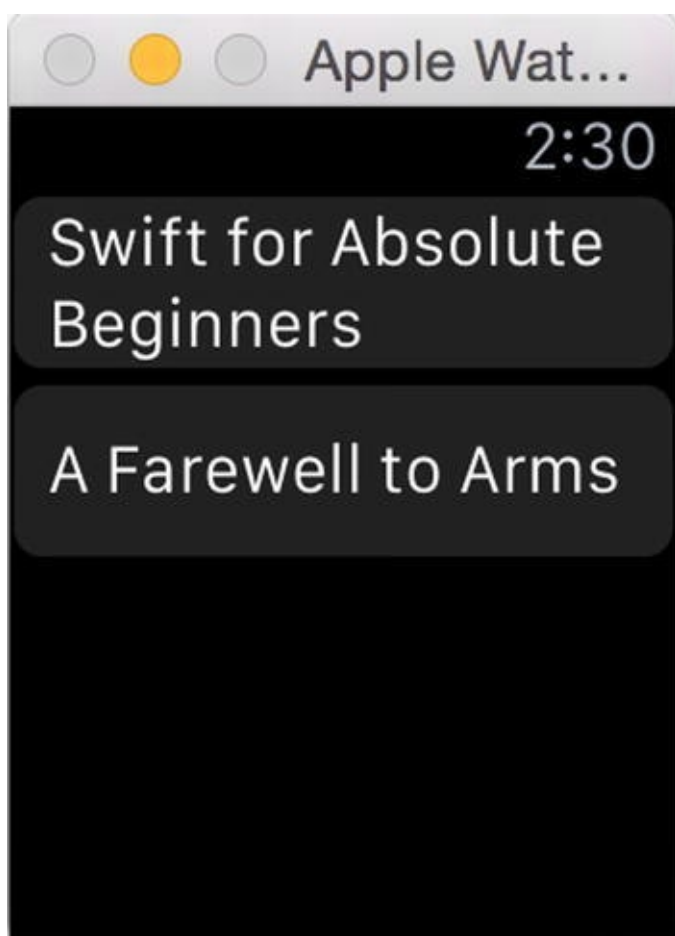 Apple Wat...
2:30
Swift for Absolute
Beginners
A Farewell to Arms